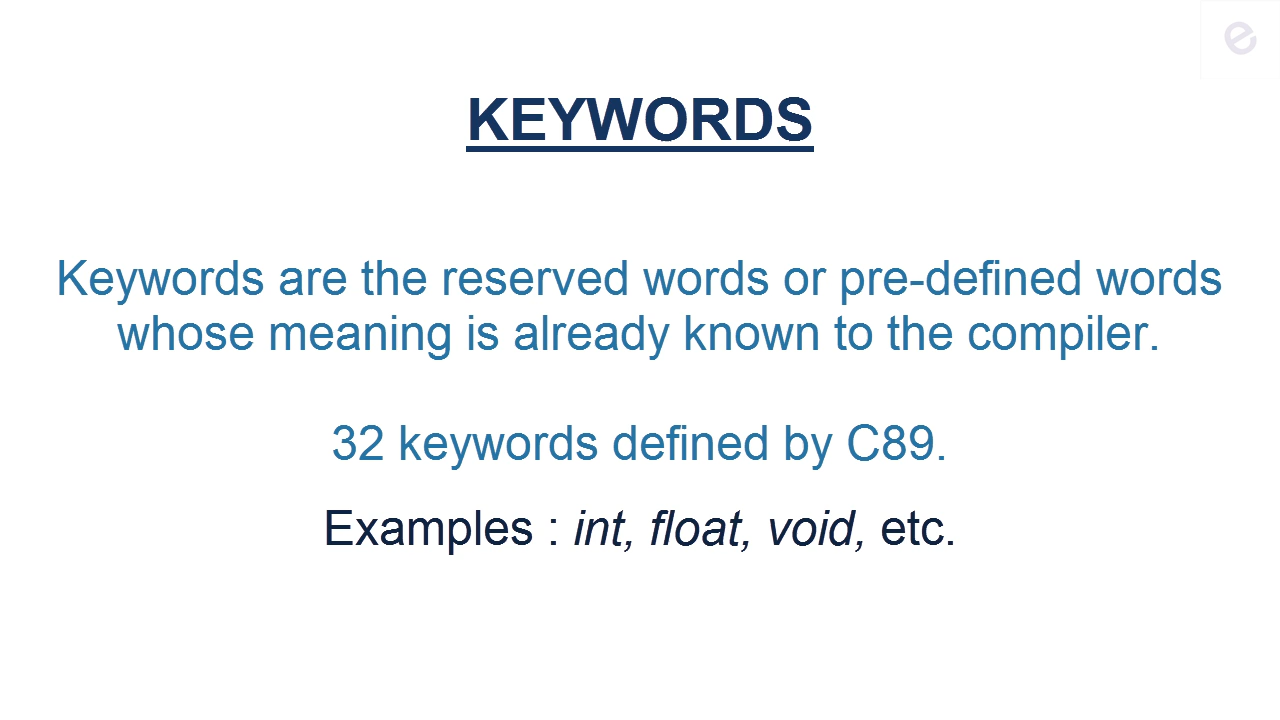 e
KEYWORDS
Keywords are the reserved words or pre-defined words
whose meaning is already known to the compiler.
32 keywords defined by C89.
Examples : int, float, void, etc.